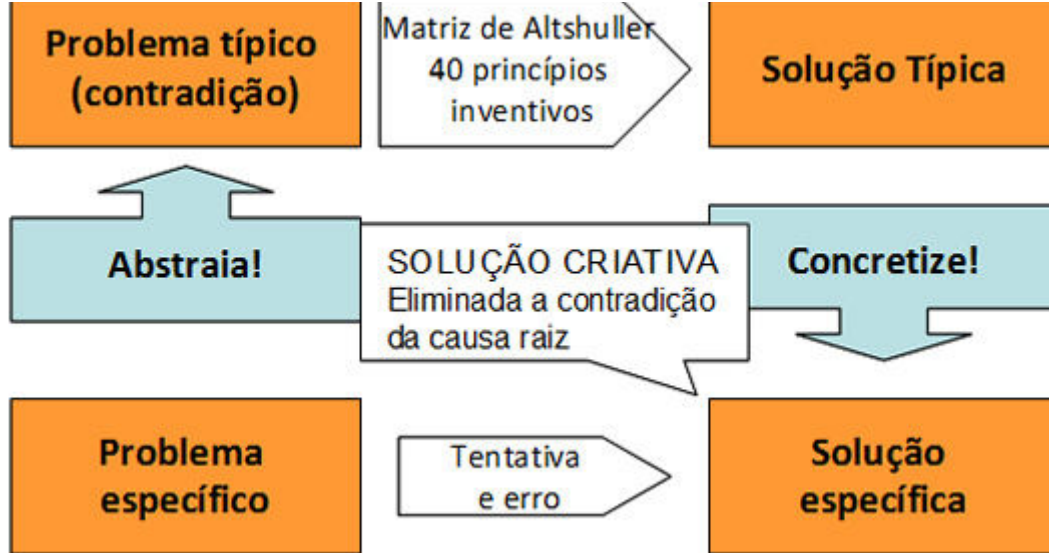 Problema típico
(contradição)
Matriz de Altshuller
40 princípios
inventivos
Solução Típica
Abstraia!
SOLUÇÃO CRIATIVA
Eliminada a contradição
da causa raiz
Concretize!
Problema
específico
Tentativa
e erro
Solução
específica